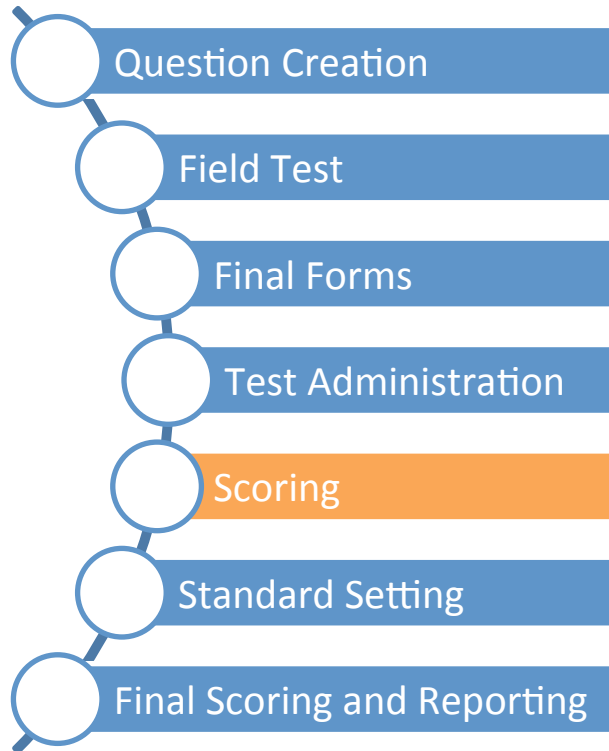 Question Creation
Field Test
Final Forms
Test Administration
Scoring
Standard Setting
Final Scoring and Reporting